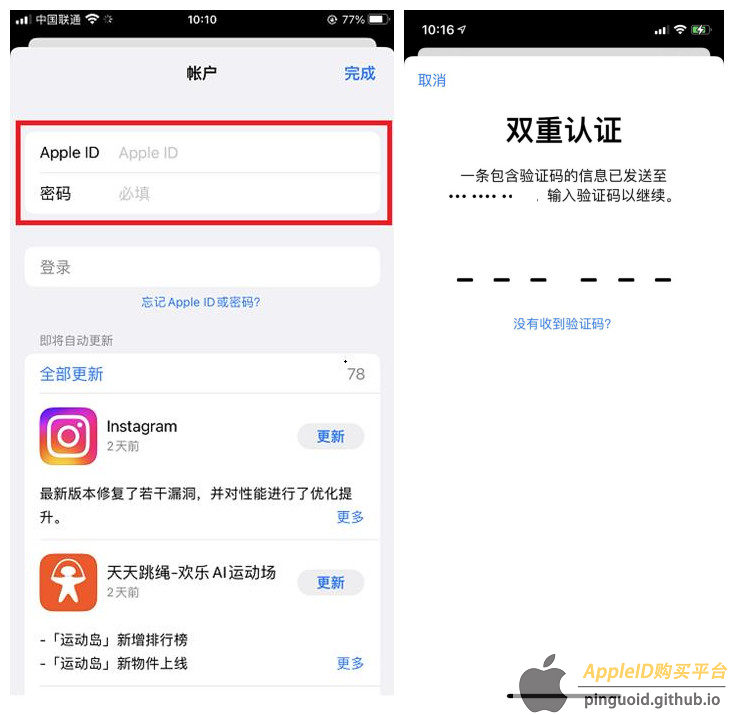 中国联通
10:10
77%
帐户
完成
Apple ID
Apple ID
密码
必填
登录
忘记 Apple ID 或密码?
即将自动更新
全部更新
78
Instagram
2天前
更新
最新版本修复了若干漏洞，并对性能进行了优化提
升。
更多
天天跳绳-欢乐AI运动场
2天前
更新
-「运动岛」新增排行榜
-「运动岛」新物件上线
更多
10:16
取消
双重认证
一条包含验证码的信息已发送至
••• •••• •• . 输入验证码以继续。
没有收到验证码?
AppleID购买平台
pinguoid.github.io